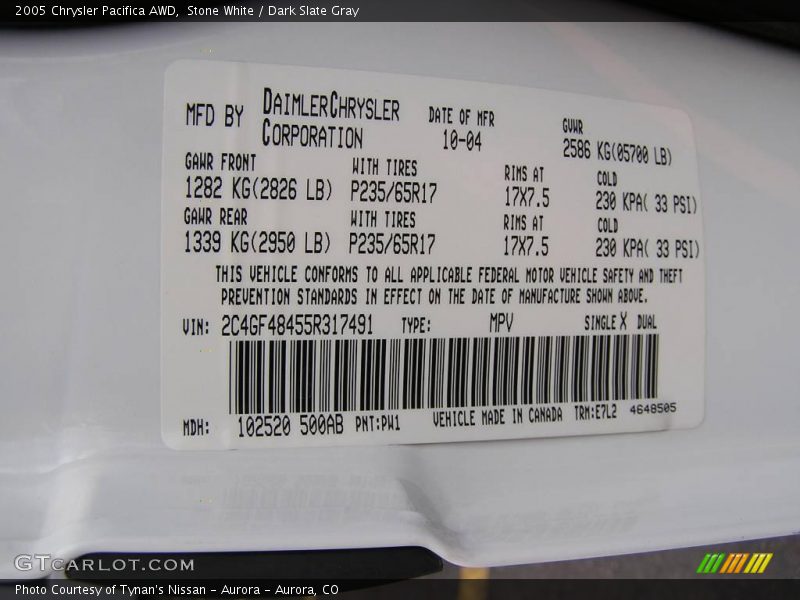 2005 Chrysler Pacifica AWD, Stone White / Dark Slate Gray
MFD BY DAIMLERCHRYSLER CORPORATION DATE OF MFR 10-04 GVWR 2586 KG(05700 LB)
GAWR FRONT WITH TIRES RIMS AT COLD
1282 KG(2826 LB) P235/65R17 17X7.5 230 KPA( 33 PSI)
GAWR REAR WITH TIRES RIMS AT COLD
1339 KG(2950 LB) P235/65R17 17X7.5 230 KPA( 33 PSI)
THIS VEHICLE CONFORMS TO ALL APPLICABLE FEDERAL MOTOR VEHICLE SAFETY AND THEFT
PREVENTION STANDARDS IN EFFECT ON THE DATE OF MANUFACTURE SHOWN ABOVE.
VIN: 2C4GF48455R317491 TYPE: MPV SINGLE X DUAL
MDH: 102520 500AB PNT:PW1 VEHICLE MADE IN CANADA TRM:E7L2 4648505
GTCARLOT.COM
Photo Courtesy of Tynan's Nissan - Aurora - Aurora, CO